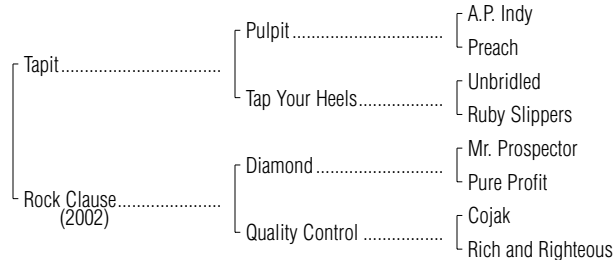 A.P. Indy
Pulpit
Preach
Tapit
Unbridled
Tap Your Heels
Ruby Slippers
Mr. Prospector
Diamond
Pure Profit
Rock Clause
(2002)
Cojak
Quality Control
Rich and Righteous